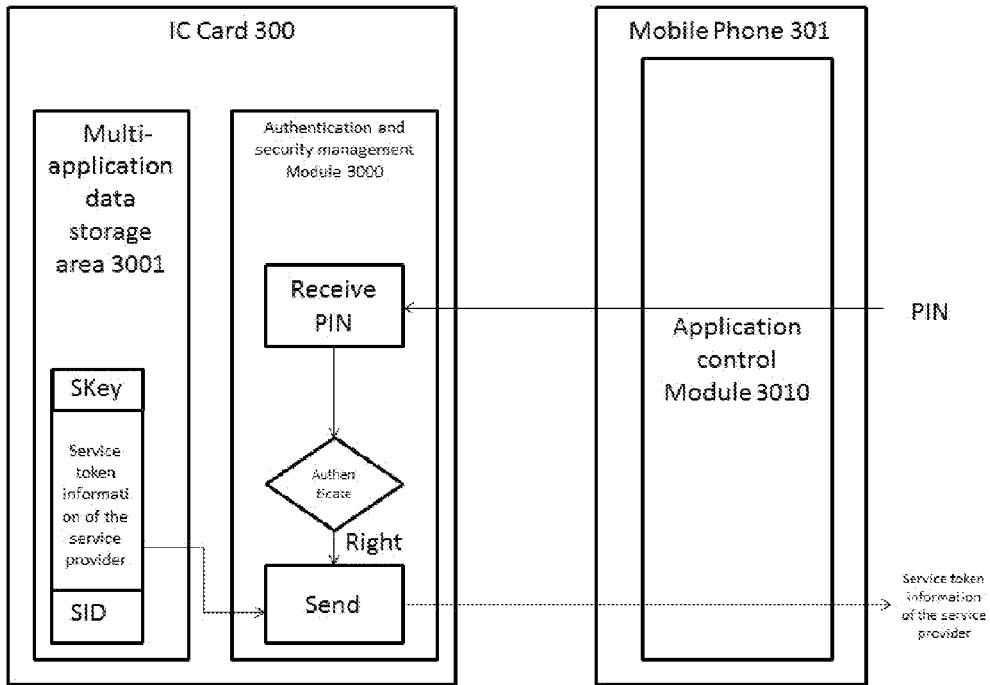 IC Card 300
Multi-
application
data
storage
area 3001
SKey
Service
token
informati
on of the
service
provider
SID
Authentication and
security management
Module 3000
Receive
PIN
Authen
ticate
Right
Send
Mobile Phone 301
Application
control
Module 3010
PIN
Service token
information
of the service
provider